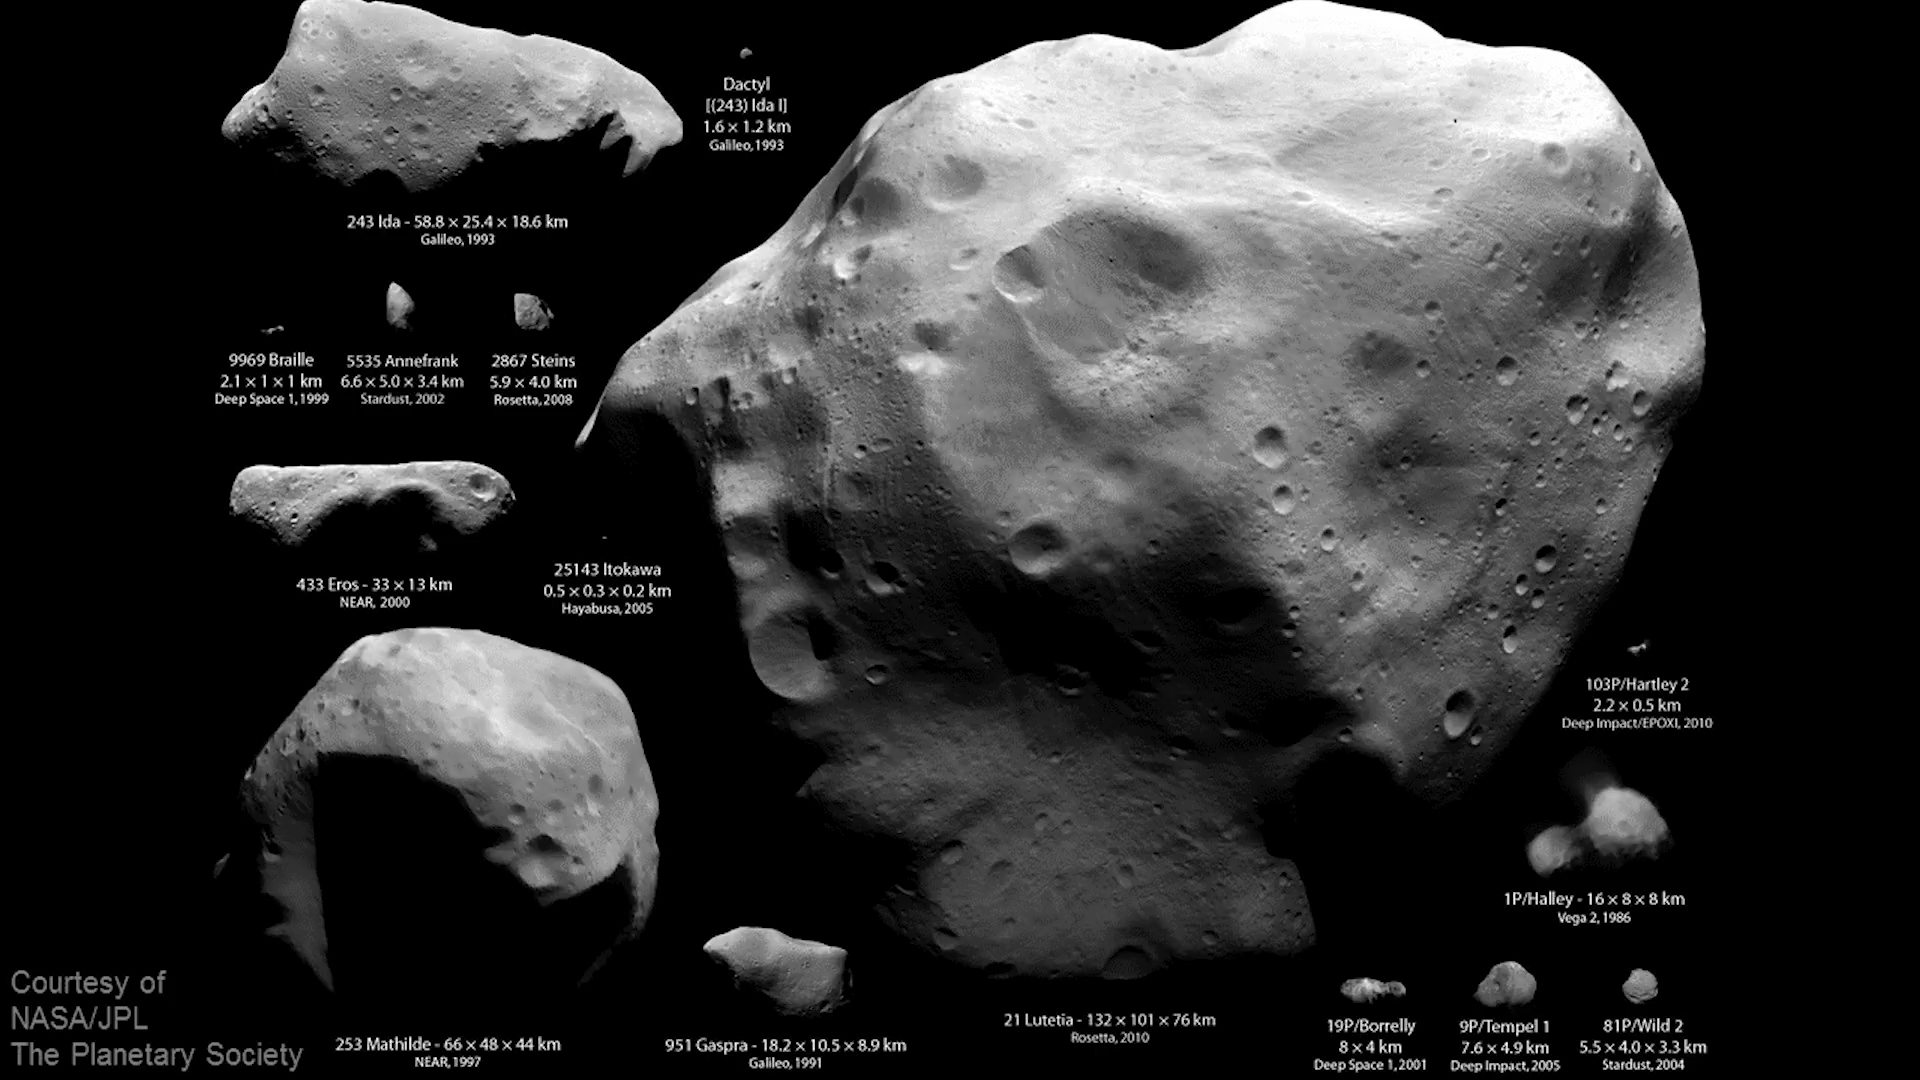 Dactyl
[(243) Ida I]
1.6 × 1.2 km
Galileo, 1993
243 Ida - 58.8 × 25.4 × 18.6 km
Galileo, 1993
9969 Braille
2.1 × 1 × 1 km
Deep Space 1, 1999
5535 Annefrank
6.6 × 5.0 × 3.4 km
Stardust, 2002
2867 Steins
5.9 × 4.0 km
Rosetta, 2008
433 Eros - 33 × 13 km
NEAR, 2000
25143 Itokawa
0.5 × 0.3 × 0.2 km
Hayabusa, 2005
103P/Hartley 2
2.2 × 0.5 km
Deep Impact/EPOXI, 2010
1P/Halley - 16 × 8 × 8 km
Vega 2, 1986
253 Mathilde - 66 × 48 × 44 km
NEAR, 1997
951 Gaspra - 18.2 × 10.5 × 8.9 km
Galileo, 1991
21 Lutetia - 132 × 101 × 76 km
Rosetta, 2010
19P/Borrelly
8 × 4 km
Deep Space 1, 2001
9P/Tempel 1
7.6 × 4.9 km
Deep Impact, 2005
81P/Wild 2
5.5 × 4.0 × 3.3 km
Stardust, 2004
Courtesy of
NASA/JPL
The Planetary Society